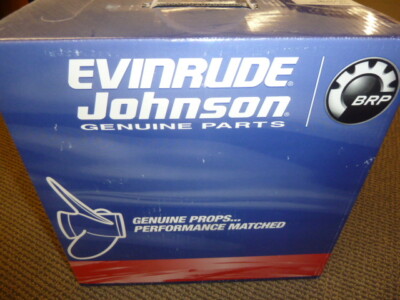 EVINRUDE
Johnson
GENUINE PARTS
BRP
GENUINE PROPS...
PERFORMANCE MATCHED